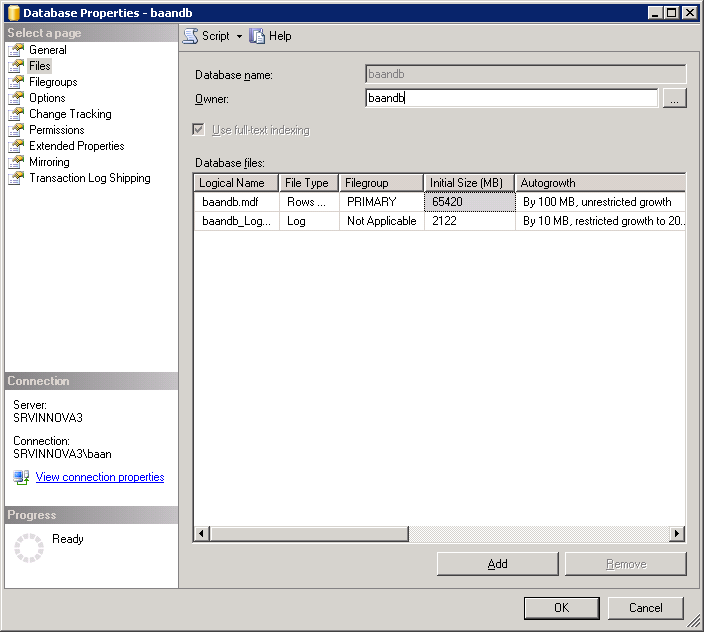 Database Properties - baandb
Select a page
General
Files
Filegroups
Options
Change Tracking
Permissions
Extended Properties
Mirroring
Transaction Log Shipping
Connection
Server:
SRVINNOVA3
Connection:
SRVINNOVA3\baan
View connection properties
Progress
Ready
Script Help
Database name: baandb
Owner: baandb ...
Use full-text indexing
Database files:
Logical Name File Type Filegroup Initial Size (MB) Autogrowth
baandb.mdf Rows ... PRIMARY 65420 By 100 MB, unrestricted growth
baandb_Log... Log Not Applicable 2122 By 10 MB, restricted growth to 20...
Add Remove
OK Cancel